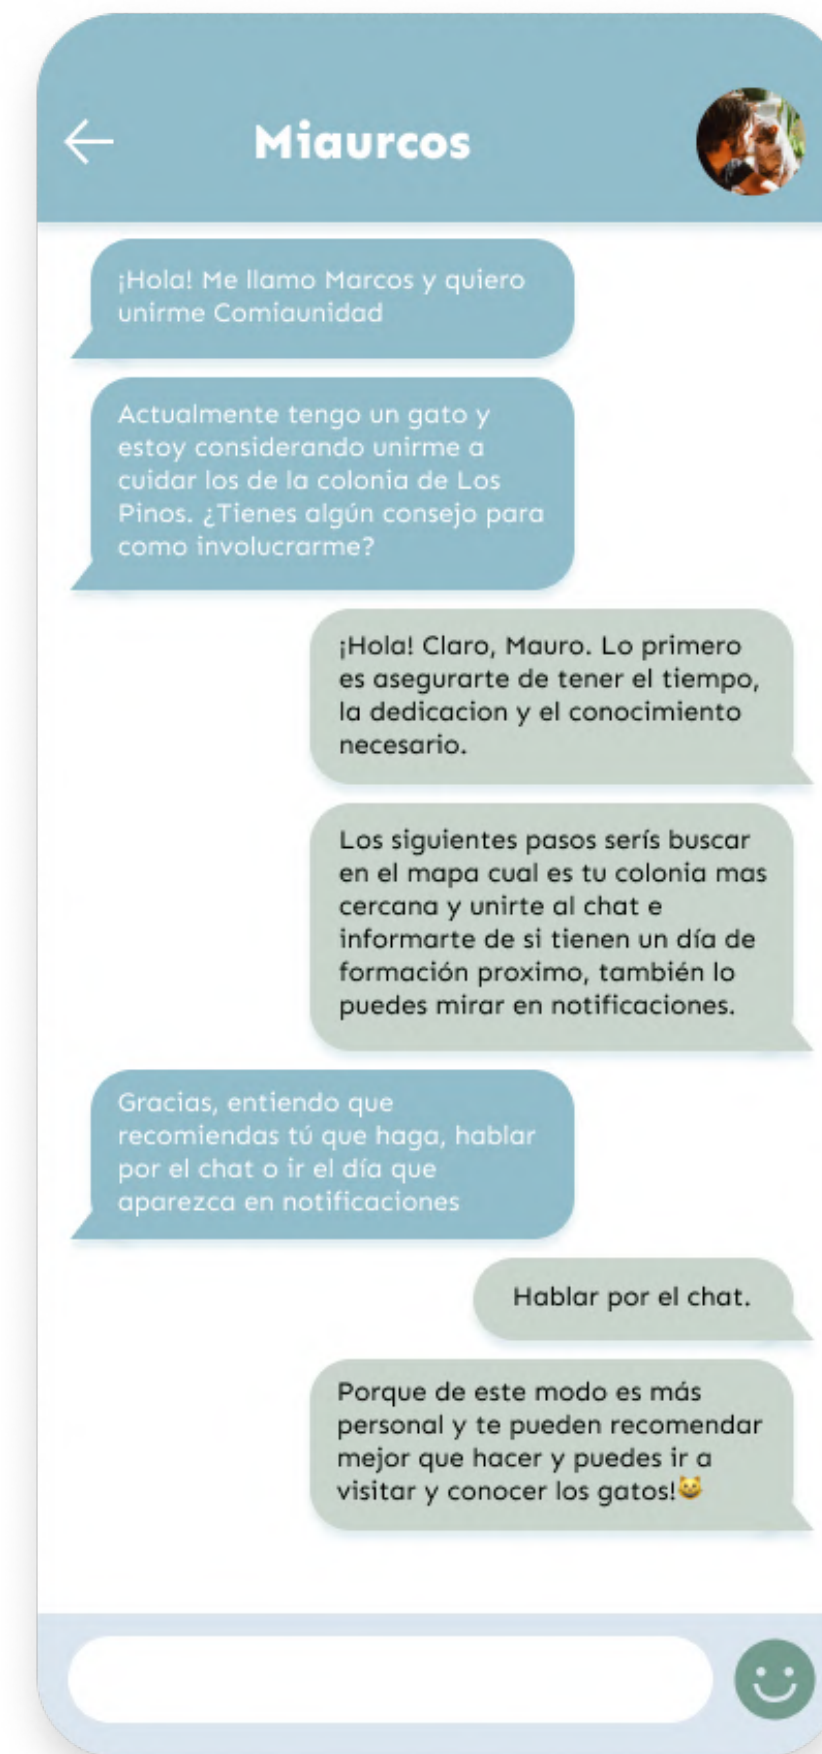 Miaurcos
¡Hola! Me llamo Marcos y quiero
unirme Comiaunidad
Actualmente tengo un gato y
estoy considerando unirme a
cuidar los de la colonia de Los
Pinos. ¿Tienes algún consejo para
como involucrarme?
¡Hola! Claro, Mauro. Lo primero
es asegurarte de tener el tiempo,
la dedicacion y el conocimiento
necesario.
Los siguientes pasos serís buscar
en el mapa cual es tu colonia mas
cercana y unirte al chat e
informarte de si tienen un día de
formación proximo, también lo
puedes mirar en notificaciones.
Gracias, entiendo que
recomiendas tú que haga, hablar
por el chat o ir el día que
aparezca en notificaciones
Hablar por el chat.
Porque de este modo es más
personal y te pueden recomendar
mejor que hacer y puedes ir a
visitar y conocer los gatos!😺